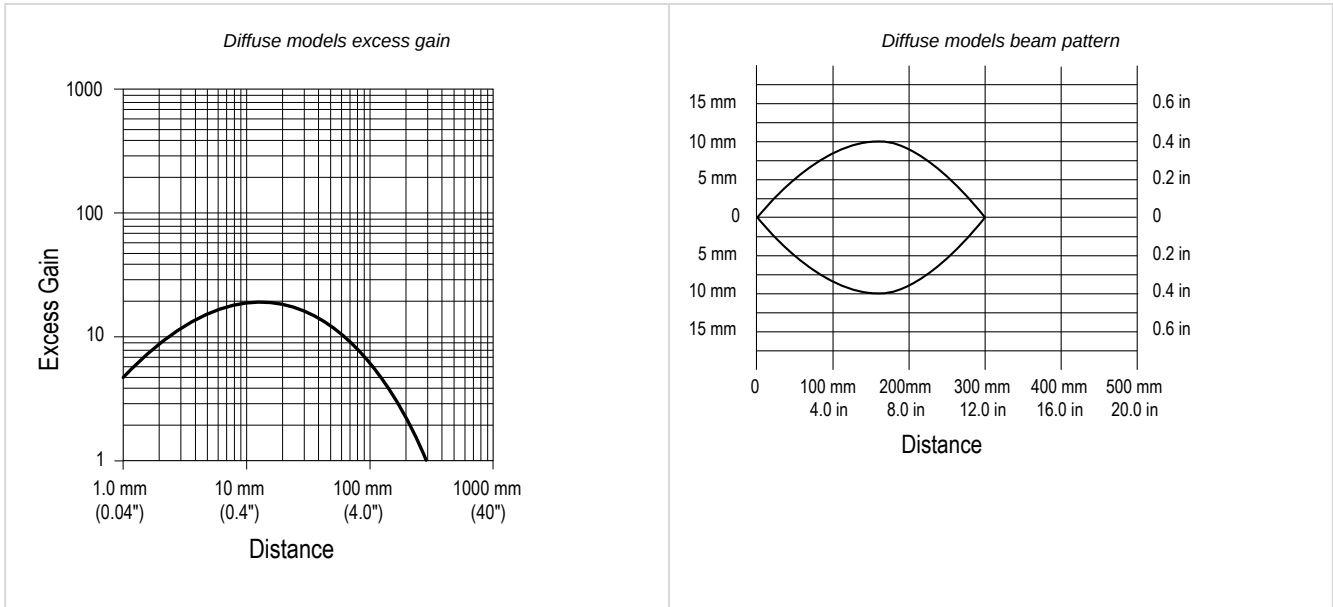 Diffuse models excess gain
1000
100
10
1
Excess Gain
1.0 mm 10 mm 100 mm 1000 mm
(0.04") (0.4") (4.0") (40")
Distance
Diffuse models beam pattern
15 mm 0.6 in
10 mm 0.4 in
5 mm 0.2 in
0 0
5 mm 0.2 in
10 mm 0.4 in
15 mm 0.6 in
0 100 mm 200mm 300 mm 400 mm 500 mm
4.0 in 8.0 in 12.0 in 16.0 in 20.0 in
Distance